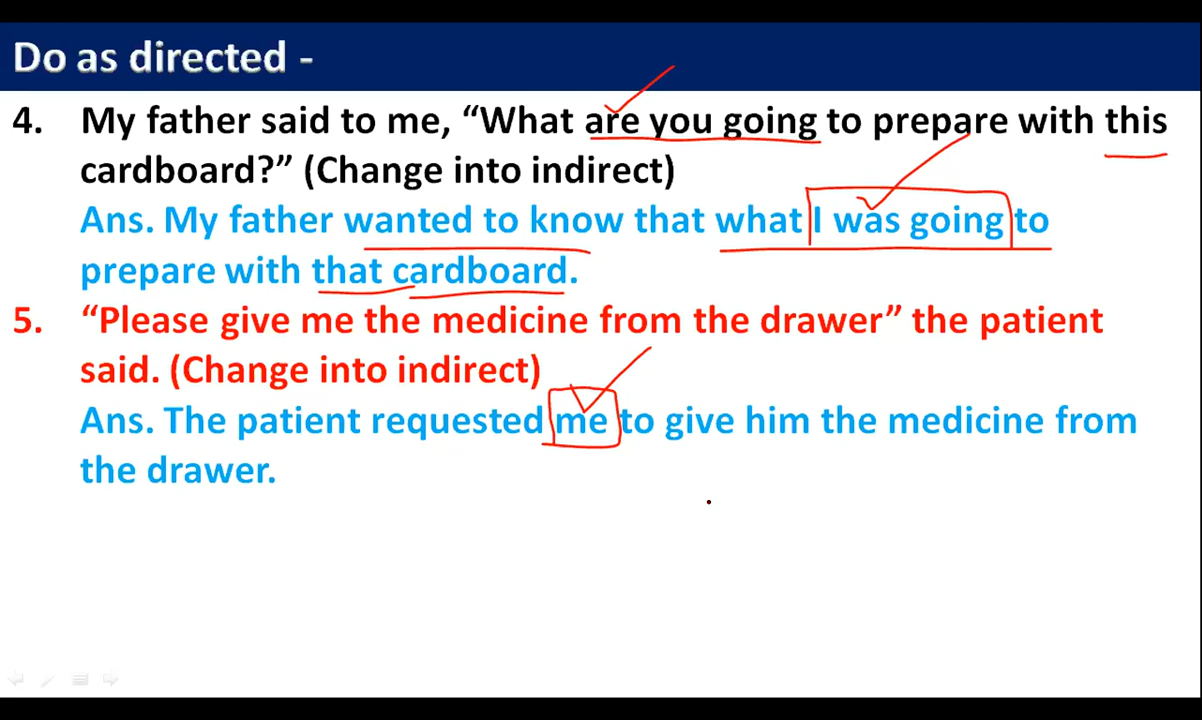 Do as directed -
4. My father said to me, “What are you going to prepare with this
cardboard?” (Change into indirect)
Ans. My father wanted to know that what I was going to
prepare with that cardboard.
5. “Please give me the medicine from the drawer” the patient
said. (Change into indirect)
Ans. The patient requested me to give him the medicine from
the drawer.